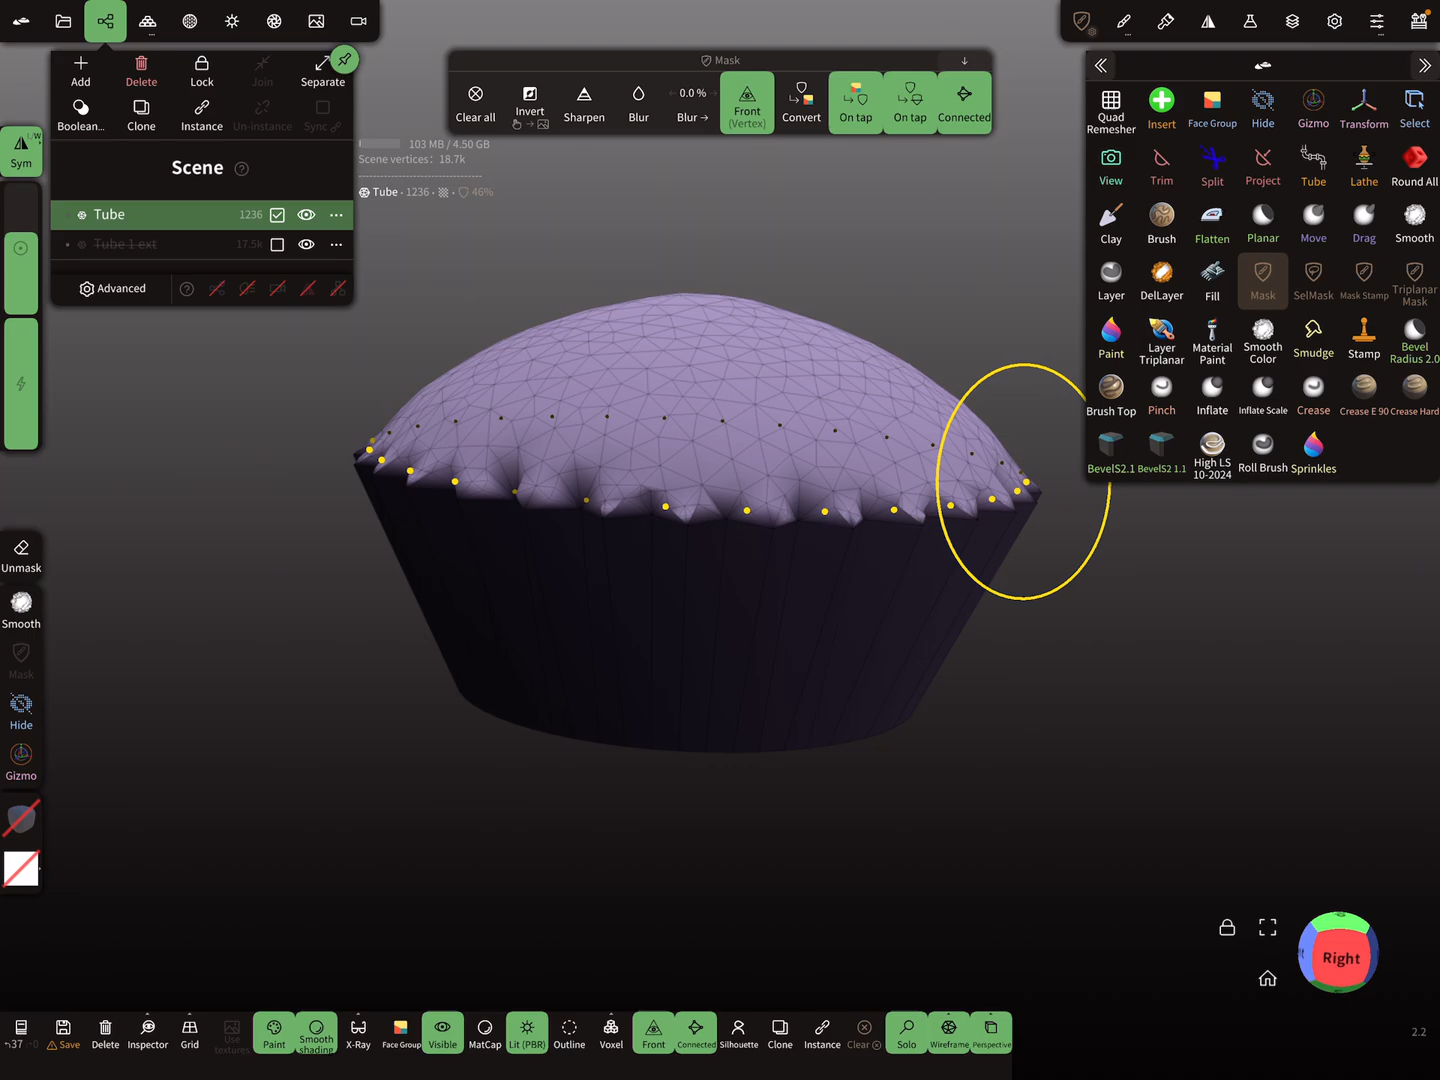 Add
Delete
Lock
Join
Separate
Boolean...
Clone
Instance
Un-instance
Sync
Scene
Tube
1236
Tube 1 ext
17.5k
Advanced
Sym
Unmask
Smooth
Mask
Hide
Gizmo
Mask
Clear all
Invert
Sharpen
Blur
0.0 %
Blur
Front
(Vertex)
Convert
On tap
On tap
Connected
103 MB / 4.50 GB
Scene vertices: 18.7k
Tube · 1236 · 46%
Quad
Remesher
Insert
Face Group
Hide
Gizmo
Transform
Select
View
Trim
Split
Project
Tube
Lathe
Round All
Clay
Brush
Flatten
Planar
Move
Drag
Smooth
Layer
DelLayer
Fill
Mask
SelMask
Mask Stamp
Triplanar
Mask
Paint
Layer
Triplanar
Material
Paint
Smooth
Color
Smudge
Stamp
Bevel
Radius 2.0
Brush Top
Pinch
Inflate
Inflate Scale
Crease
Crease E 90
Crease Hard
BevelS2.1
BevelS2 1.1
High LS
10-2024
Roll Brush
Sprinkles
Right
2.2
37
0
Save
Delete
Inspector
Grid
Use
textures
Paint
Smooth
shading
X-Ray
Face Group
Visible
MatCap
Lit (PBR)
Outline
Voxel
Front
Connected
Silhouette
Clone
Instance
Clear
Solo
Wireframe
Perspective